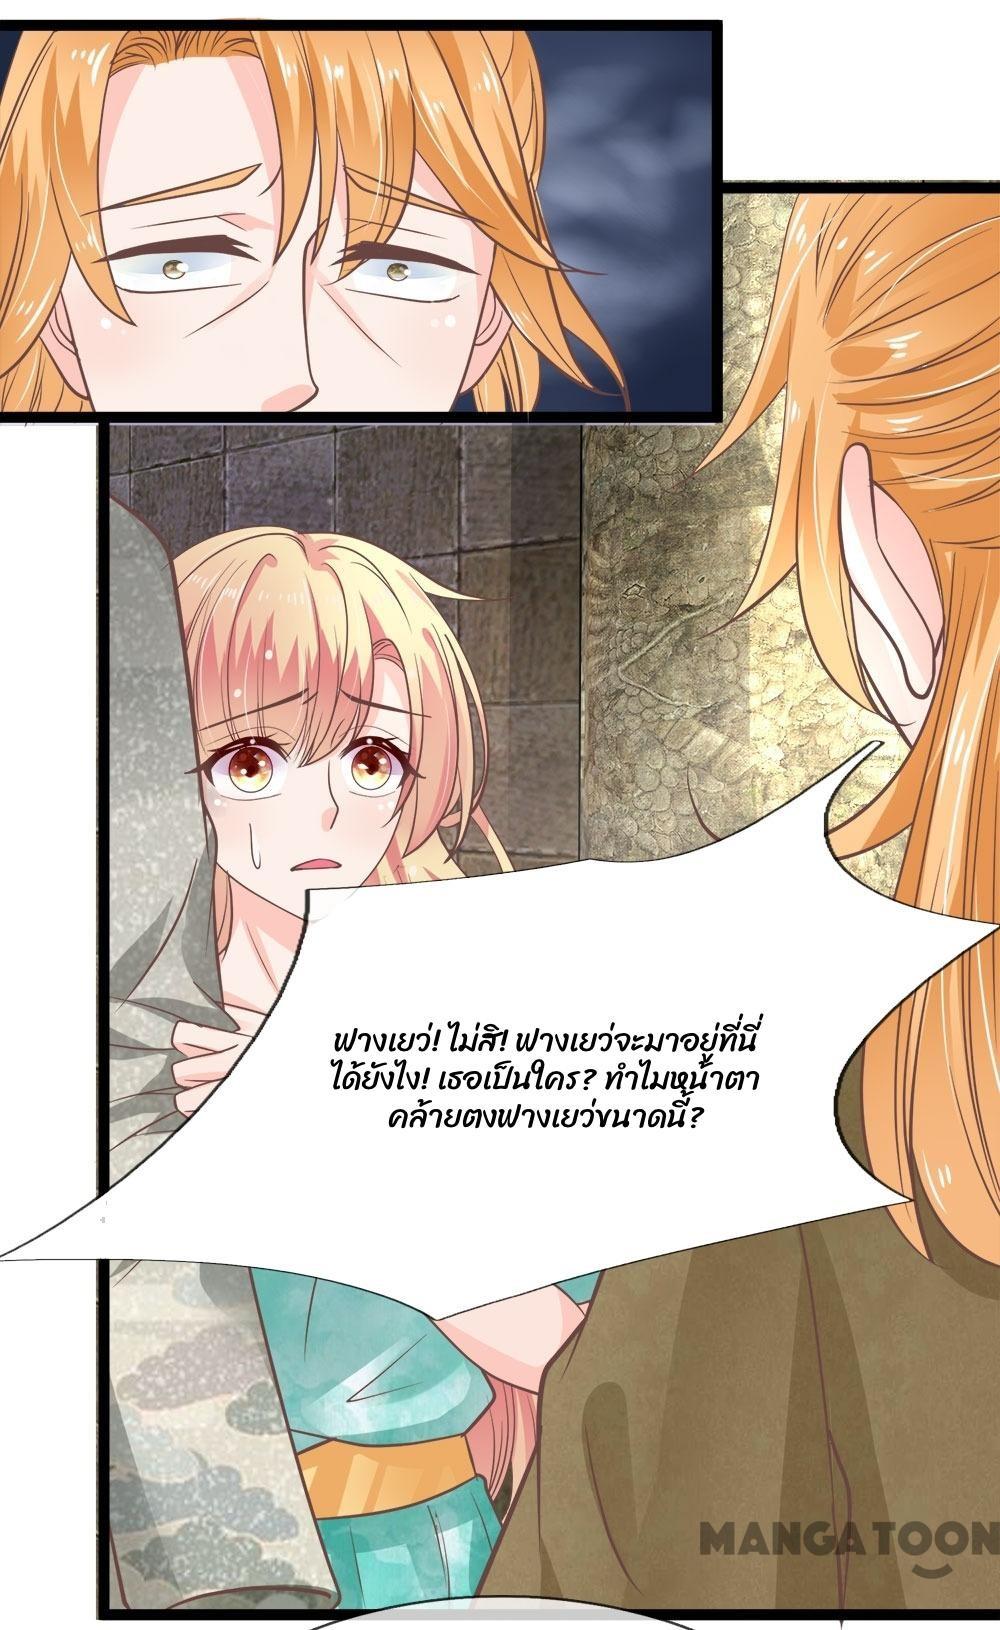 ฟางเยว่! ไม่สิ! ฟางเยว่จะมาอยู่ที่นี่
ได้ยังไง! เธอเป็นใคร? ทำไมหน้าตา
คล้ายตงฟางเยว่ขนาดนี้?
MANGATOON